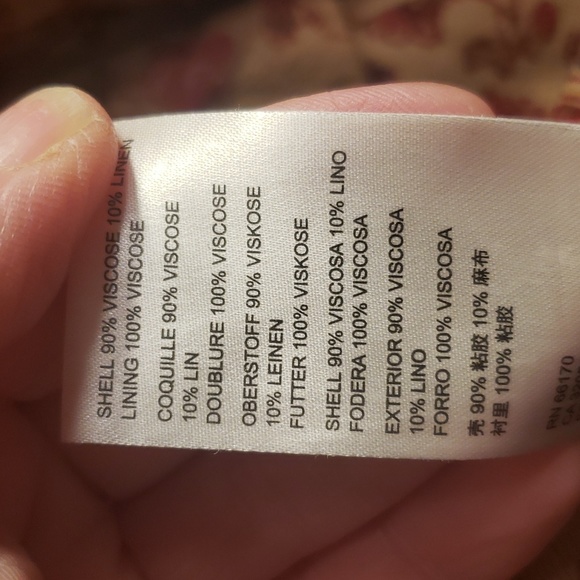 SHELL 90% VISCOSE 10% LINEN
LINING 100% VISCOSE
COQUILLE 90% VISCOSE
10% LIN
DOUBLURE 100% VISCOSE
OBERSTOFF 90% VISKOSE
10% LEINEN
FUTTER 100% VISKOSE
SHELL 90% VISCOSA 10% LINO
FODERA 100% VISCOSA
EXTERIOR 90% VISCOSA
10% LINO
FORRO 100% VISCOSA
壳 90% 粘胶 10% 麻布
衬里 100% 粘胶
RN 66170